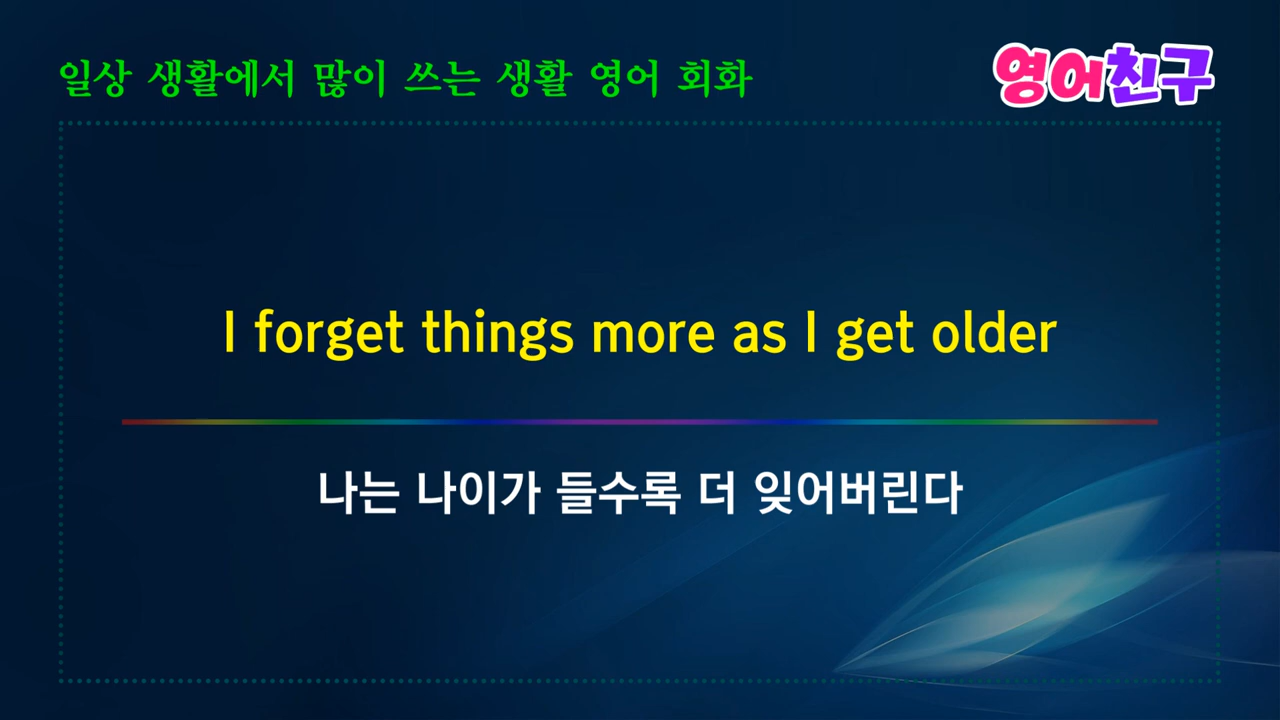 일상 생활에서 많이 쓰는 생활 영어 회화
영어친구
I forget things more as I get older
나는 나이가 들수록 더 잊어버린다